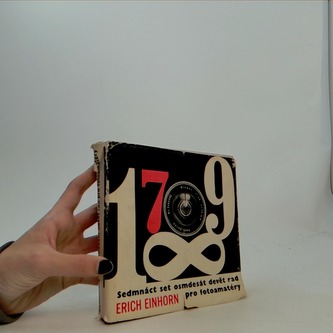 1789
Sedmnáct set osmdesát devět rad
ERICH EINHORN pro fotoamatéry